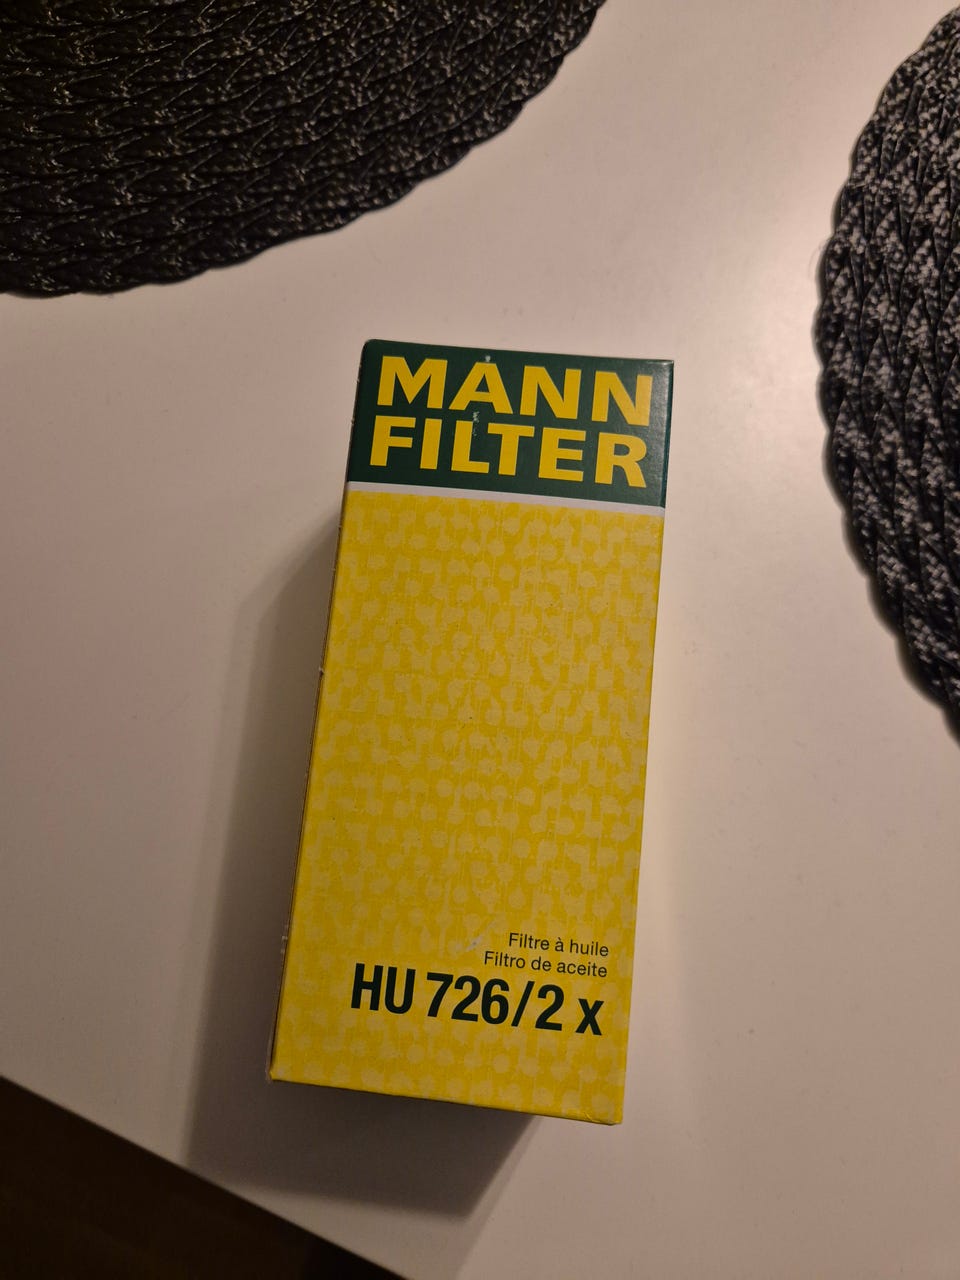 MANN
FILTER
Filtre à huile
Filtro de aceite
HU 726/2 x